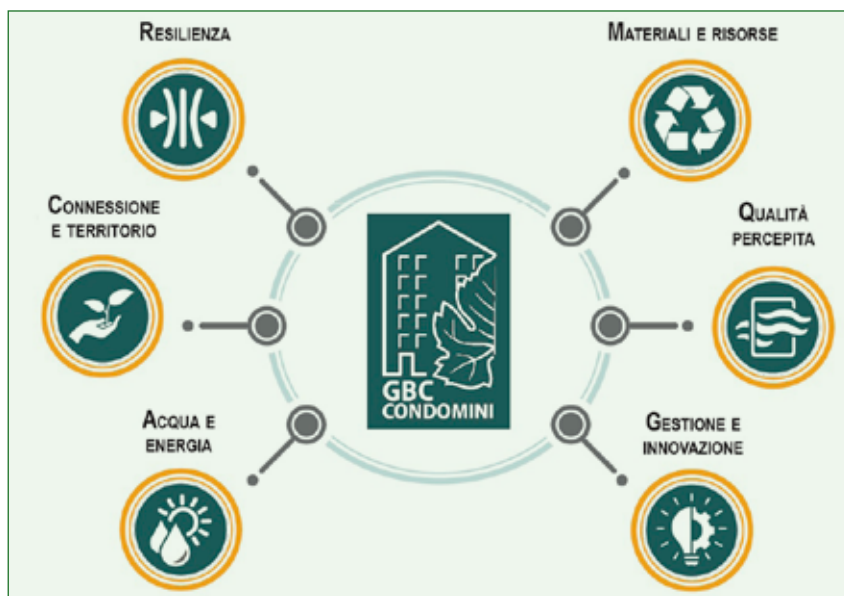 RESILIENZA
MATERIALI E RISORSE
CONNESSIONE
E TERRITORIO
QUALITÀ
PERCEPITA
GBC
CONDOMINI
ACQUA E
ENERGIA
GESTIONE E
INNOVAZIONE